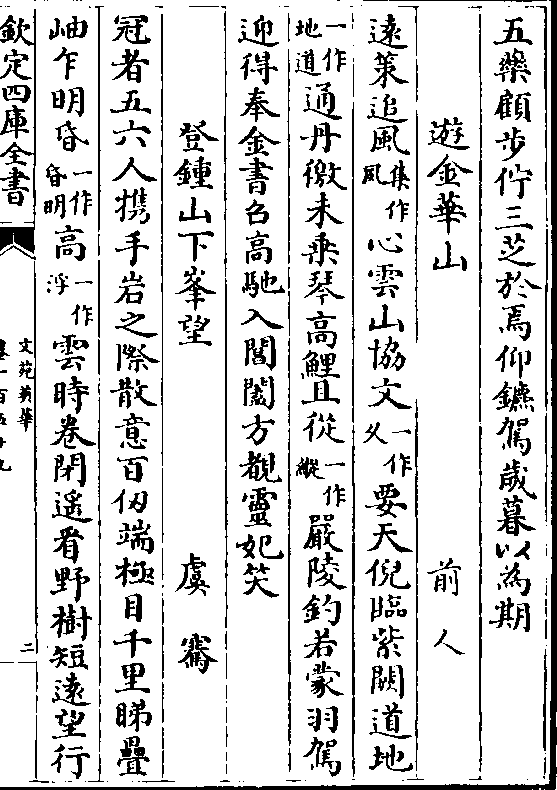 五藥顧步佇三芝於焉仰鑣駕歲暮以為期
遊金華山 前人
遠策追風集作夙心雲山協文一作久要天倪臨紫闕道地
一作地道通丹徼未乘琴高鯉且從一作縱嚴陵釣若蒙羽駕
迎得奉金書召高馳入閶闔方覩靈妃笑
登鍾山下峯望 虞騫
冠者五六人携手岩之際散意百仞端極目千里睇疊
岫乍明昏一作昏明高一作浮雲時卷閉遥看野樹短遠望行
欽定四庫全書
文苑英華
卷一百五十九
二